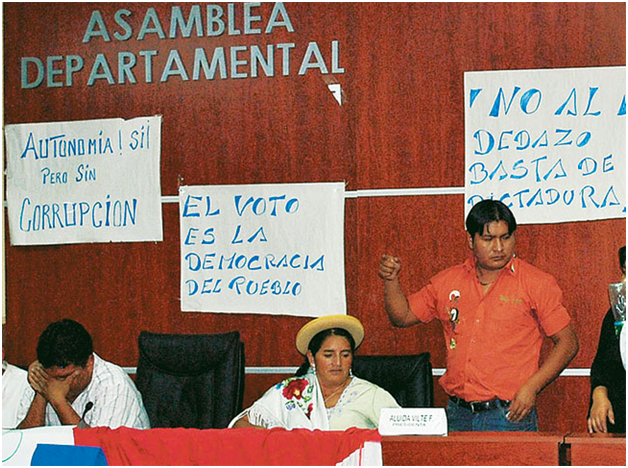 ASAMBLEA
DEPARTAMENTAL
AUTONOMÍA! SI!
PERO SIN
CORRUPCION
EL VOTO
ES LA
DEMOCRACIA
DEL PUEBLO
¡NO AL
DEDAZO
BASTA DE
DICTADURA,
ALUIDA VILTE F.